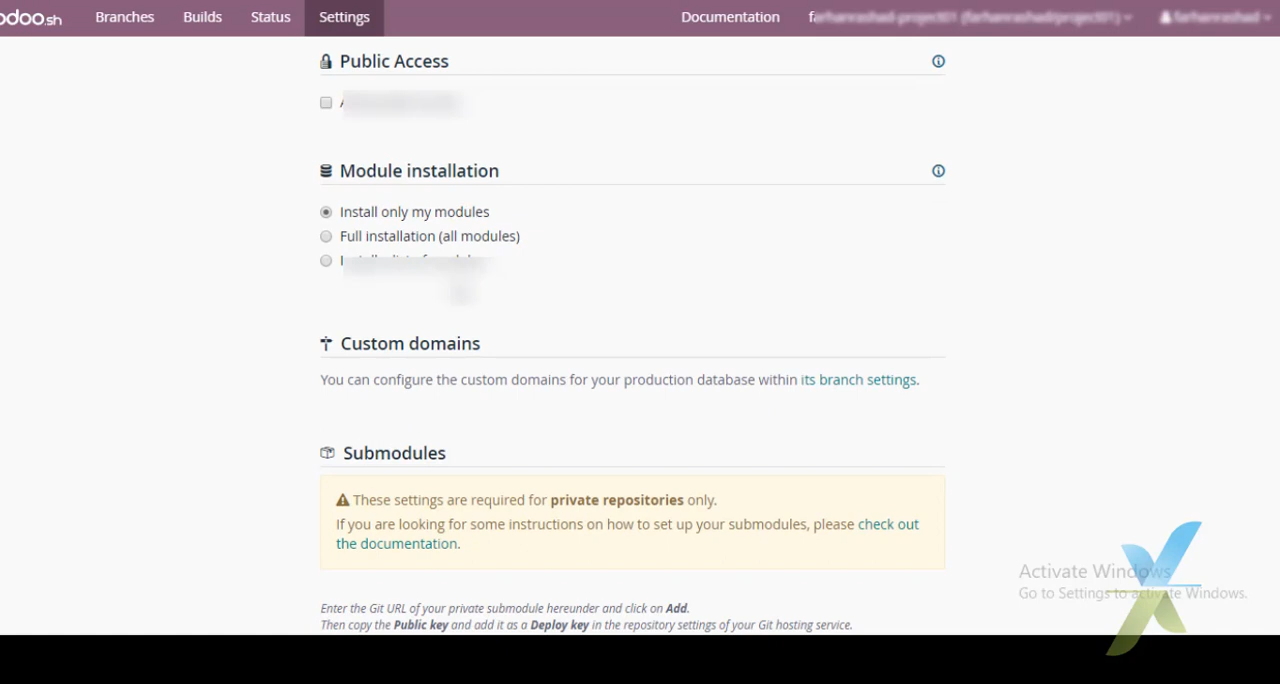 odoo.sh Branches Builds Status Settings Documentation
Public Access
Module installation
Install only my modules
Full installation (all modules)
Custom domains
You can configure the custom domains for your production database within its branch settings.
Submodules
These settings are required for private repositories only.
If you are looking for some instructions on how to set up your submodules, please check out
the documentation.
Activate Windows
Go to Settings to activate Windows.
Enter the Git URL of your private submodule hereunder and click on Add.
Then copy the Public key and add it as a Deploy key in the repository settings of your Git hosting service.